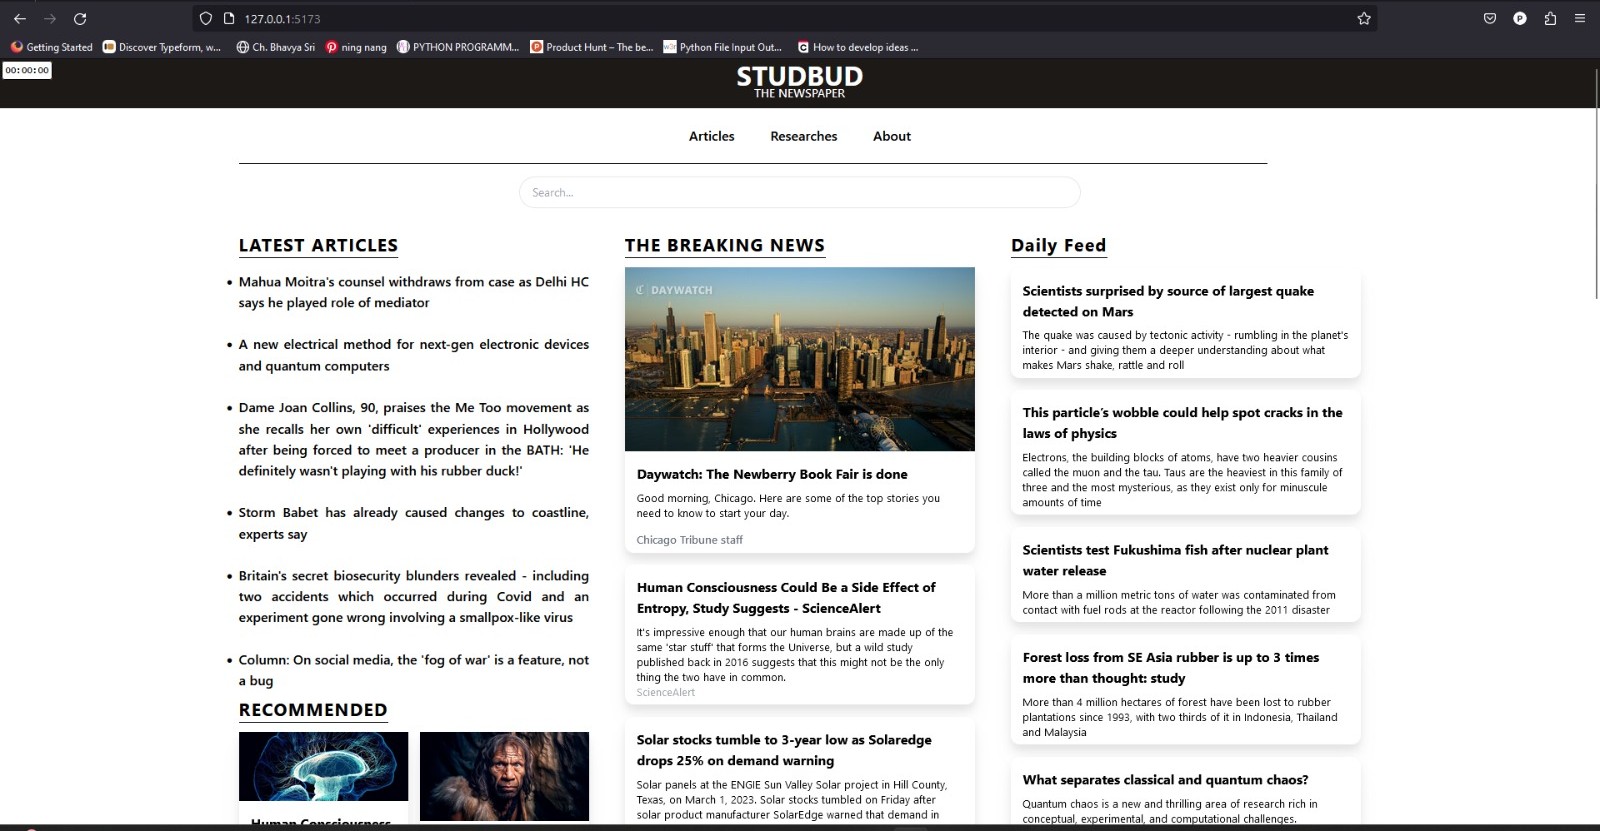 127.0.0.1:5173
Getting Started
Discover Typeform, w...
Ch. Bhavya Sri
ning nang
PYTHON PROGRAMM...
Product Hunt – The be...
Python File Input Out...
How to develop ideas ...
00:00:00
STUDBUD
THE NEWSPAPER
Articles
Researches
About
Search...
LATEST ARTICLES
Mahua Moitra's counsel withdraws from case as Delhi HC
says he played role of mediator
A new electrical method for next-gen electronic devices
and quantum computers
Dame Joan Collins, 90, praises the Me Too movement as
she recalls her own 'difficult' experiences in Hollywood
after being forced to meet a producer in the BATH: 'He
definitely wasn't playing with his rubber duck!'
Storm Babet has already caused changes to coastline,
experts say
Britain's secret biosecurity blunders revealed - including
two accidents which occurred during Covid and an
experiment gone wrong involving a smallpox-like virus
Column: On social media, the 'fog of war' is a feature, not
a bug
RECOMMENDED
Human Consciousness
THE BREAKING NEWS
DAYWATCH
Daywatch: The Newberry Book Fair is done
Good morning, Chicago. Here are some of the top stories you
need to know to start your day.
Chicago Tribune staff
Human Consciousness Could Be a Side Effect of
Entropy, Study Suggests - ScienceAlert
It's impressive enough that our human brains are made up of the
same 'star stuff' that forms the Universe, but a wild study
published back in 2016 suggests that this might not be the only
thing the two have in common.
ScienceAlert
Solar stocks tumble to 3-year low as Solaredge
drops 25% on demand warning
Solar panels at the ENGIE Sun Valley Solar project in Hill County,
Texas, on March 1, 2023. Solar stocks tumbled on Friday after
solar product manufacturer SolarEdge warned that demand in
Daily Feed
Scientists surprised by source of largest quake
detected on Mars
The quake was caused by tectonic activity - rumbling in the planet's
interior - and giving them a deeper understanding about what
makes Mars shake, rattle and roll
This particle’s wobble could help spot cracks in the
laws of physics
Electrons, the building blocks of atoms, have two heavier cousins
called the muon and the tau. Taus are the heaviest in this family of
three and the most mysterious, as they exist only for minuscule
amounts of time
Scientists test Fukushima fish after nuclear plant
water release
More than a million metric tons of water was contaminated from
contact with fuel rods at the reactor following the 2011 disaster
Forest loss from SE Asia rubber is up to 3 times
more than thought: study
More than 4 million hectares of forest have been lost to rubber
plantations since 1993, with two thirds of it in Indonesia, Thailand
and Malaysia
What separates classical and quantum chaos?
Quantum chaos is a new and thrilling area of research rich in
conceptual, experimental, and computational challenges.